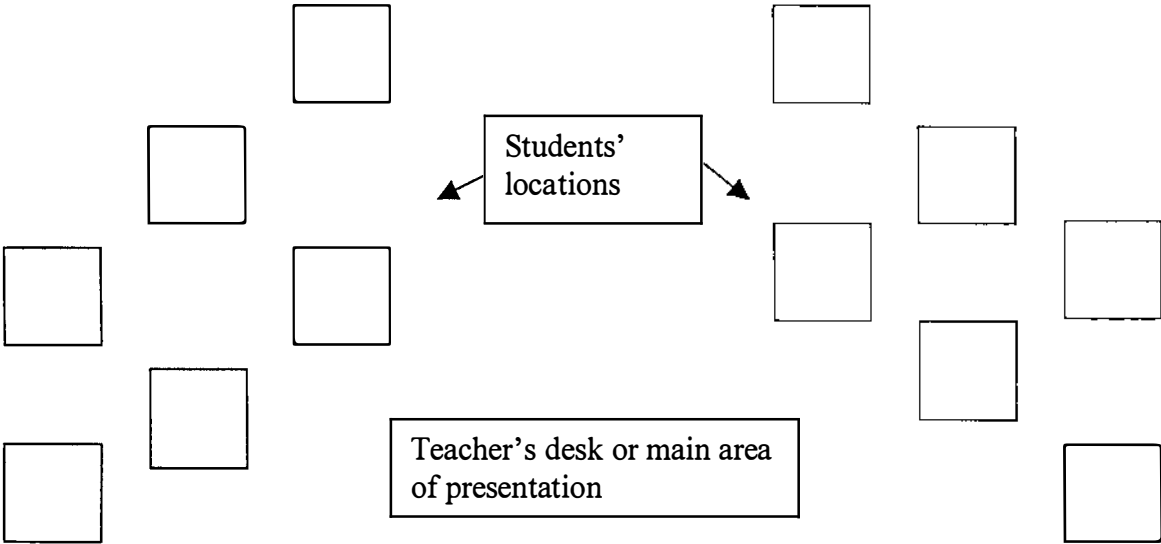 Students’
locations
Teacher’s desk or main area
of presentation